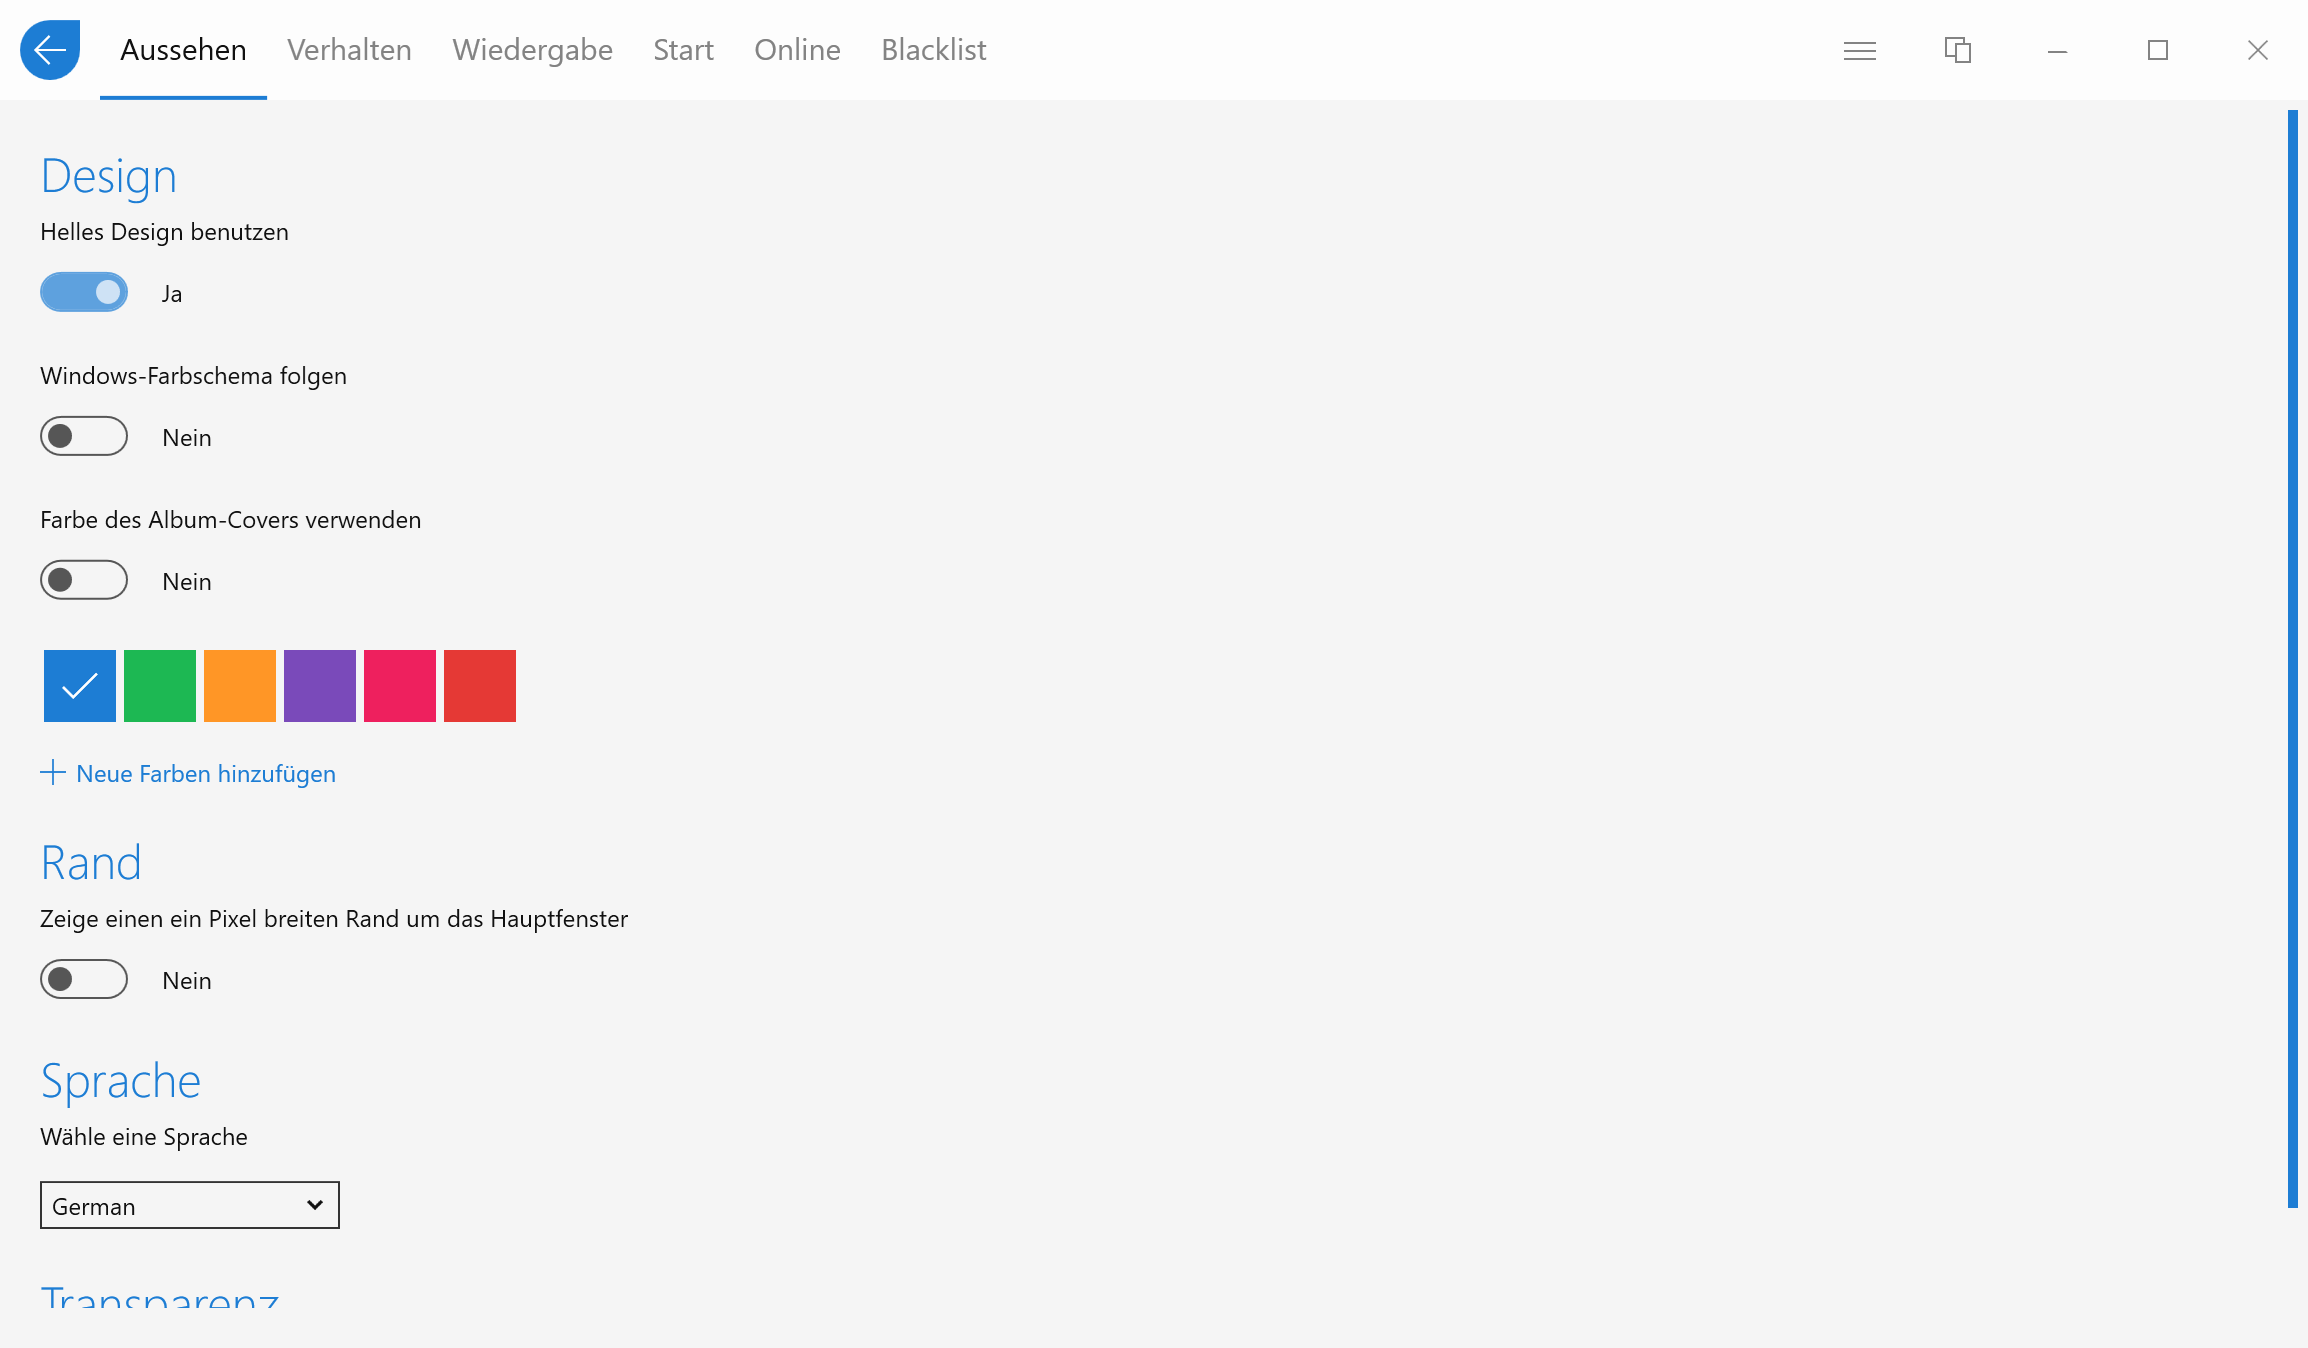 Aussehen Verhalten Wiedergabe Start Online Blacklist
Design
Helles Design benutzen
Ja
Windows-Farbschema folgen
Nein
Farbe des Album-Covers verwenden
Nein
Neue Farben hinzufügen
Rand
Zeige einen ein Pixel breiten Rand um das Hauptfenster
Nein
Sprache
Wähle eine Sprache
German
Transparenz